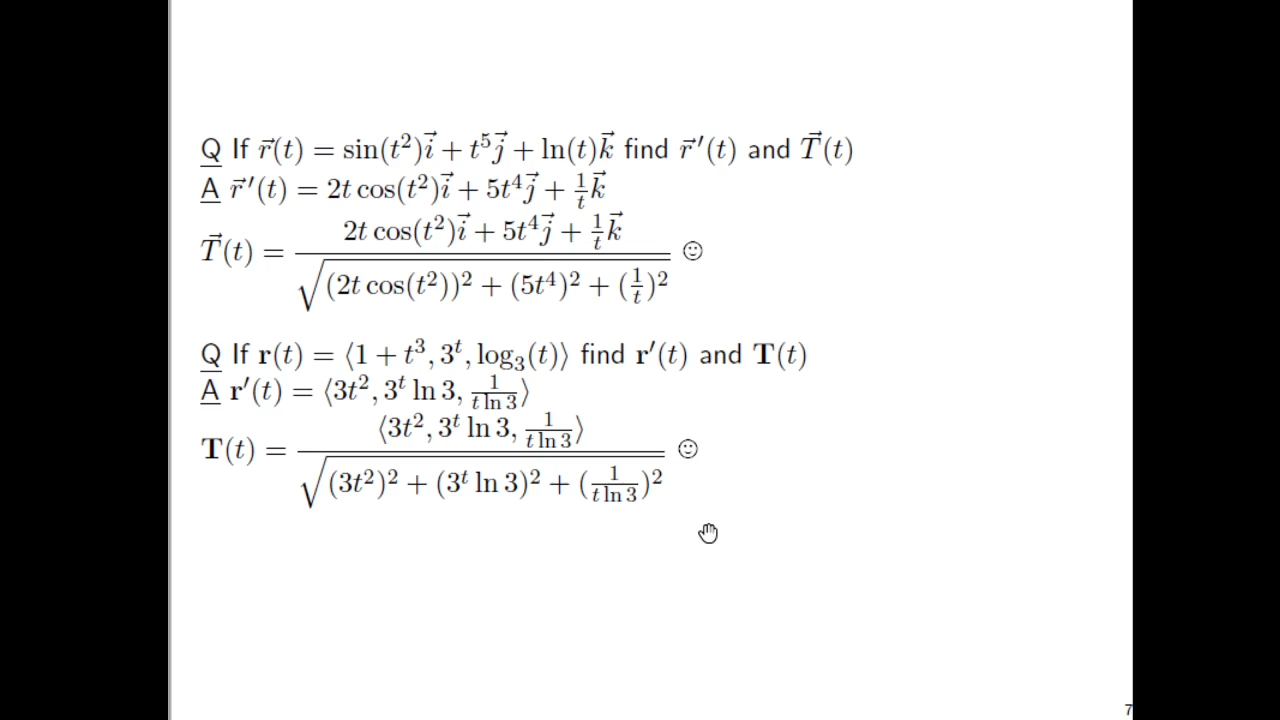 Q If r⃗(t) = sin(t²)i⃗ + t⁵j⃗ + ln(t)k⃗ find r⃗ ′(t) and T⃗(t)
A r⃗ ′(t) = 2t cos(t²)i⃗ + 5t⁴j⃗ + 1/t k⃗
T⃗(t) = (2t cos(t²)i⃗ + 5t⁴j⃗ + 1/t k⃗) / √((2t cos(t²))² + (5t⁴)² + (1/t)²) ☺
Q If r(t) = ⟨1 + t³, 3ᵗ, log₃(t)⟩ find r′(t) and T(t)
A r′(t) = ⟨3t², 3ᵗ ln 3, 1/(t ln 3)⟩
T(t) = ⟨3t², 3ᵗ ln 3, 1/(t ln 3)⟩ / √((3t²)² + (3ᵗ ln 3)² + (1/(t ln 3))²) ☺
7